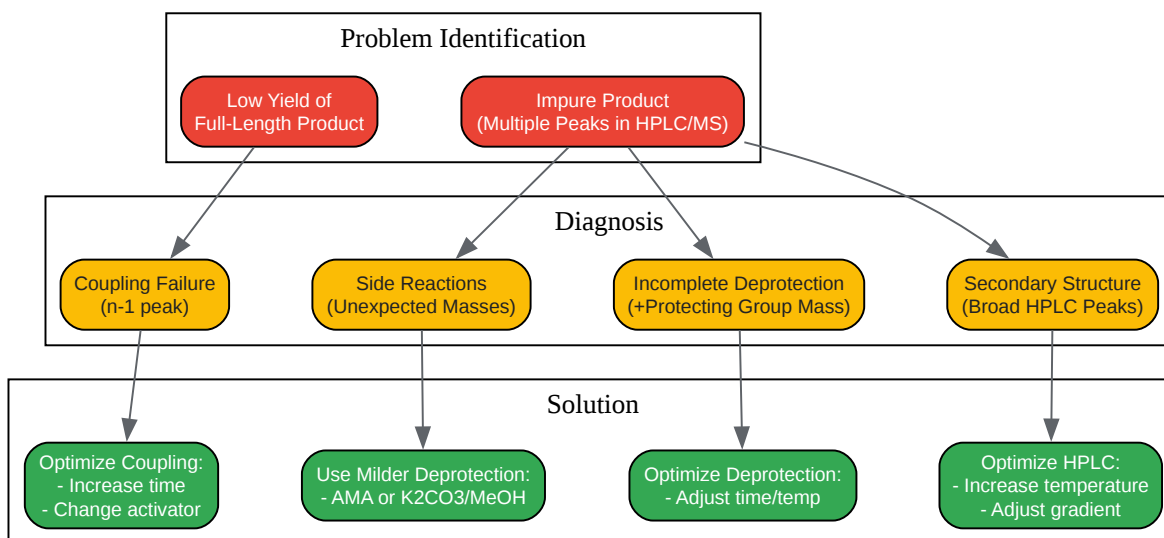 Problem Identification
Low Yield of
Full-Length Product
Impure Product
(Multiple Peaks in HPLC/MS)
Diagnosis
Coupling Failure
(n-1 peak)
Side Reactions
(Unexpected Masses)
Incomplete Deprotection
(+Protecting Group Mass)
Secondary Structure
(Broad HPLC Peaks)
Solution
Optimize Coupling:
- Increase time
- Change activator
Use Milder Deprotection:
- AMA or K2CO3/MeOH
Optimize Deprotection:
- Adjust time/temp
Optimize HPLC:
- Increase temperature
- Adjust gradient